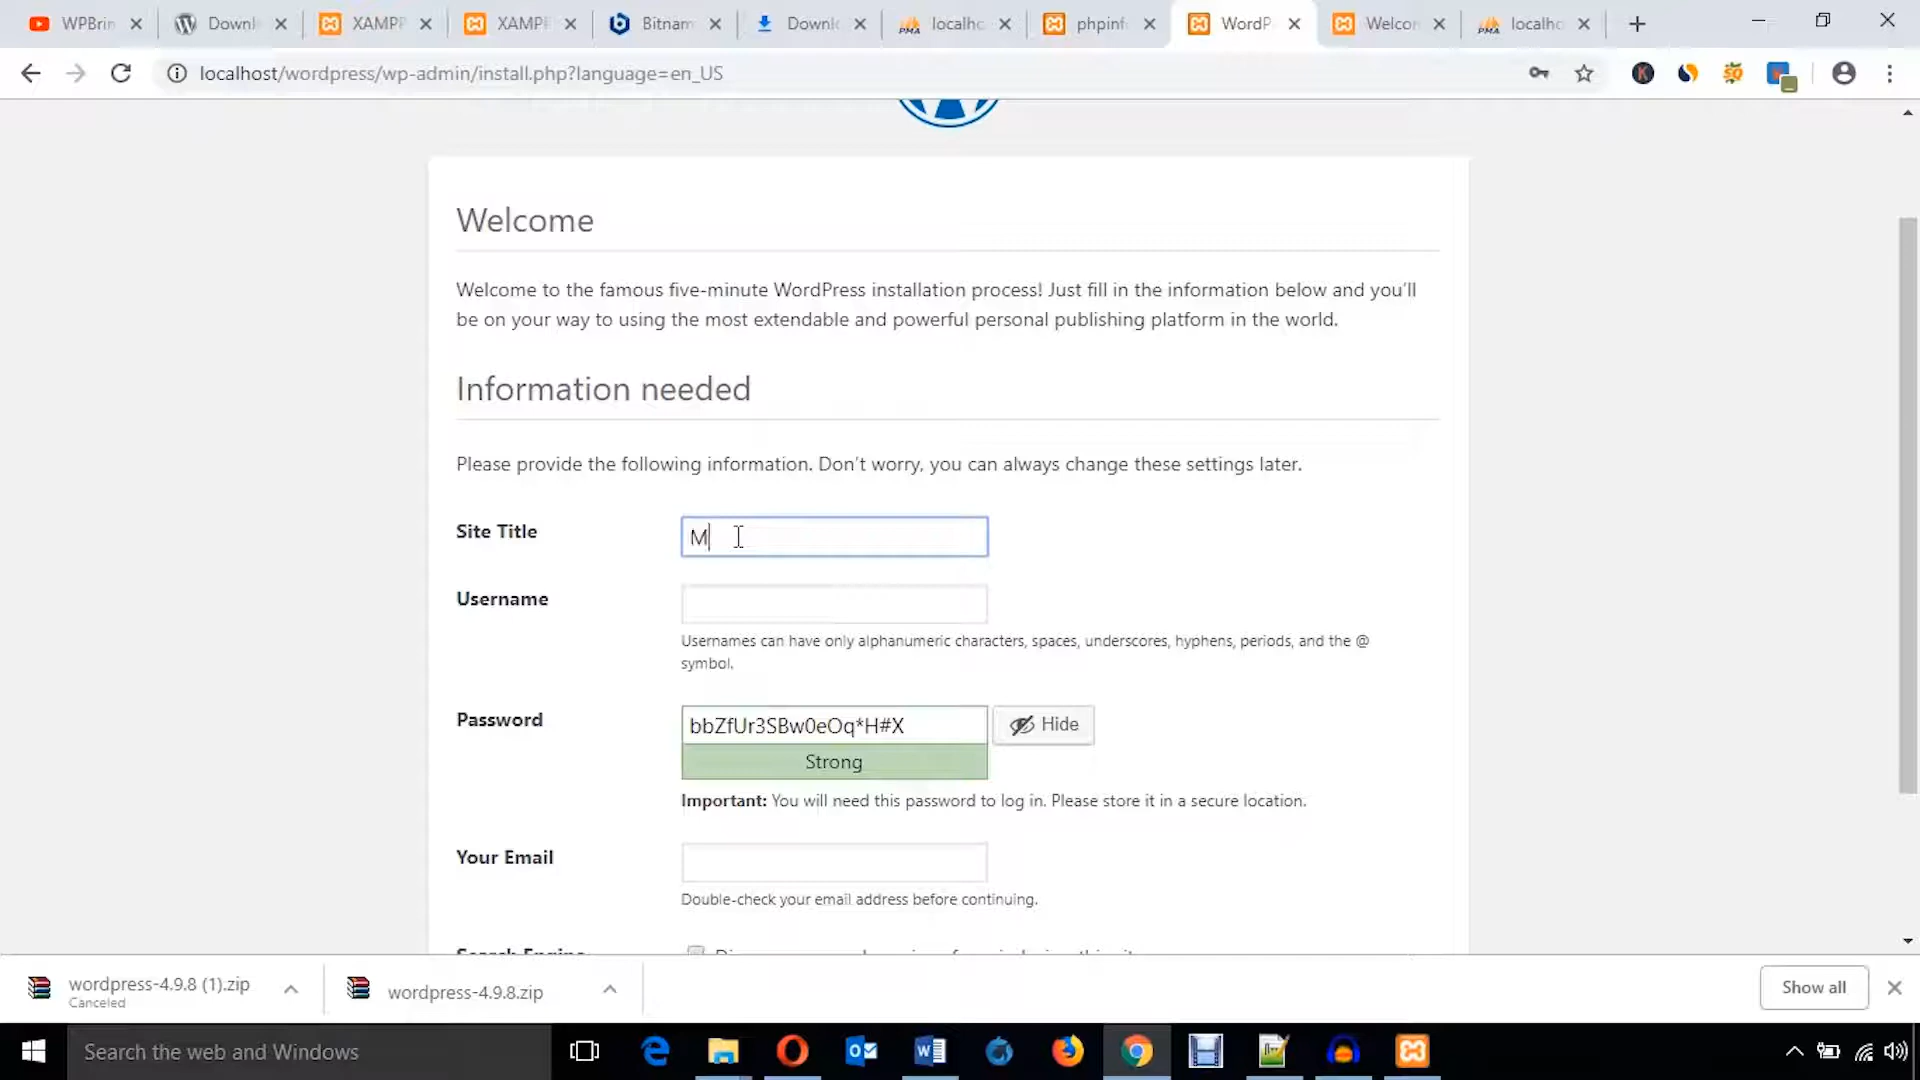 WPBrin
Downl
XAMPP
XAMPP
Bitnam
Downlc
localho
phpinfo
WordP
Welcon
localho
localhost/wordpress/wp-admin/install.php?language=en_US
Welcome
Welcome to the famous five-minute WordPress installation process! Just fill in the information below and you'll
be on your way to using the most extendable and powerful personal publishing platform in the world.
Information needed
Please provide the following information. Don't worry, you can always change these settings later.
Site Title
M
Username
Usernames can have only alphanumeric characters, spaces, underscores, hyphens, periods, and the @
symbol.
Password
bbZfUr3SBw0eOq*H#X
Hide
Strong
Important: You will need this password to log in. Please store it in a secure location.
Your Email
Double-check your email address before continuing.
Search Engine
wordpress-4.9.8 (1).zip
Canceled
wordpress-4.9.8.zip
Show all
Search the web and Windows